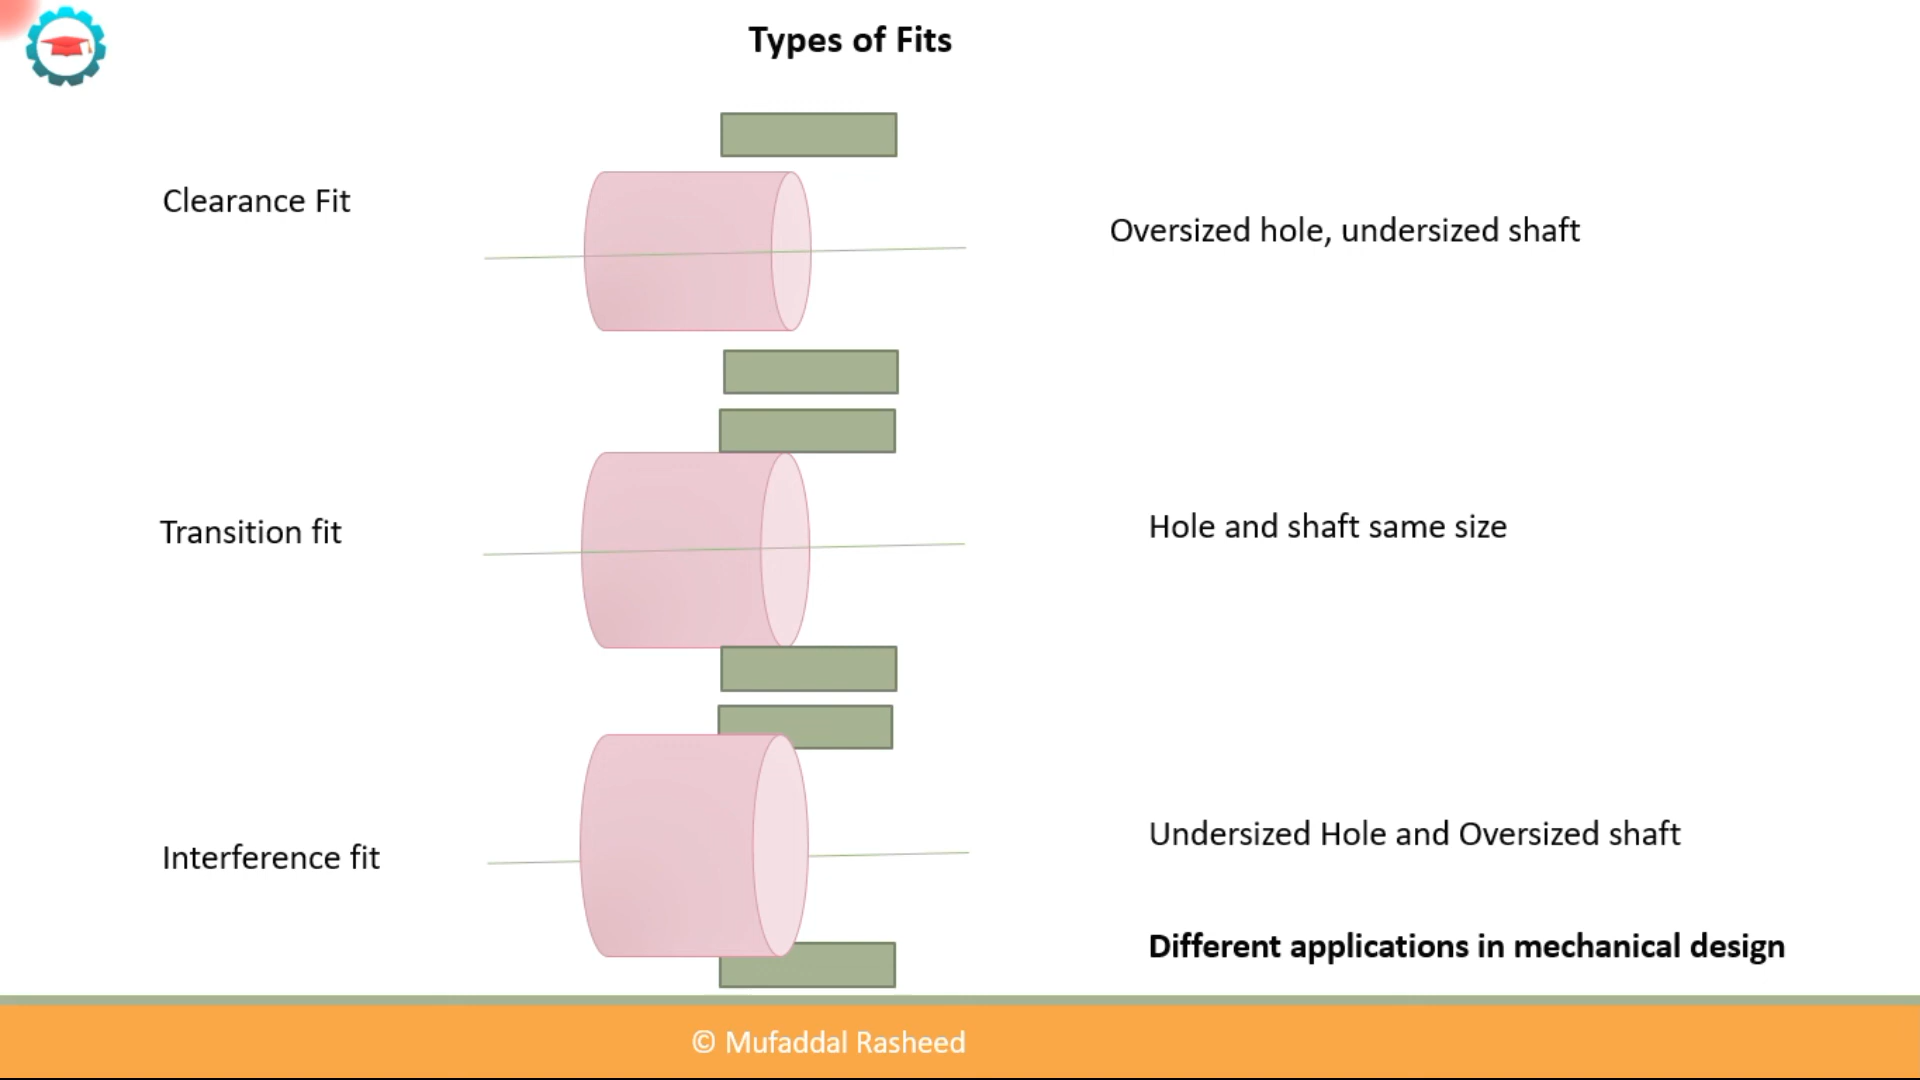 Types of Fits
Clearance Fit
Oversized hole, undersized shaft
Transition fit
Hole and shaft same size
Interference fit
Undersized Hole and Oversized shaft
Different applications in mechanical design
© Mufaddal Rasheed